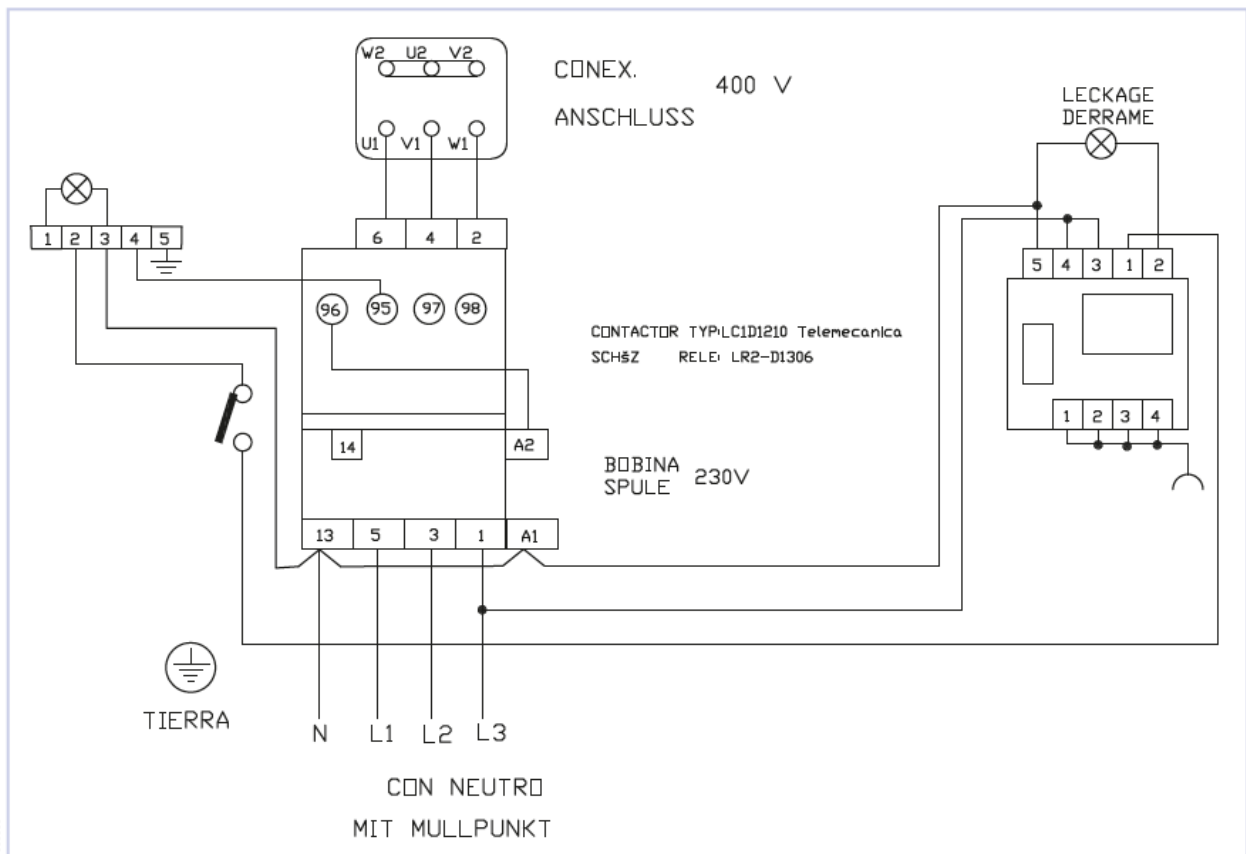 W2 U2 V2
U1 V1 W1
CONEX.
ANSCHLUSS
400 V
LECKAGE
DERRAME
1 2 3 4 5
6 4 2
96 95 97 98
CONTACTOR TYP:LC1D1210 Telemecanica
SCHšZ RELE: LR2-D1306
5 4 3 1 2
1 2 3 4
14
A2
BOBINA
SPULE
230V
13 5 3 1 A1
TIERRA
N L1 L2 L3
CON NEUTRO
MIT MULLPUNKT